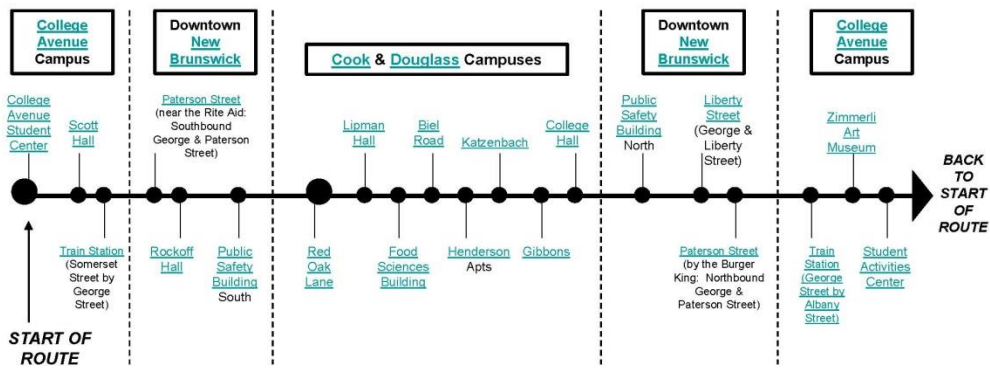 College
Avenue
Campus
Downtown
New
Brunswick
Cook & Douglass Campuses
Downtown
New
Brunswick
College
Avenue
Campus
College
Avenue
Student
Center
Scott
Hall
Paterson Street
(near the Rite Aid:
Southbound
George & Paterson
Street)
Lipman
Hall
Biel
Road
Katzenbach
College
Hall
Public
Safety
Building
North
Liberty
Street
(George &
Liberty
Street)
Zimmerli
Art
Museum
BACK
TO
START
OF
ROUTE
Train Station
(Somerset
Street by
George
Street)
Rockoff
Hall
Public
Safety
Building
South
Red
Oak
Lane
Food
Sciences
Building
Henderson
Apts
Gibbons
Paterson Street
(by the Burger
King: Northbound
George &
Paterson Street)
Train
Station
(George
Street by
Albany
Street)
Student
Activities
Center
START OF
ROUTE